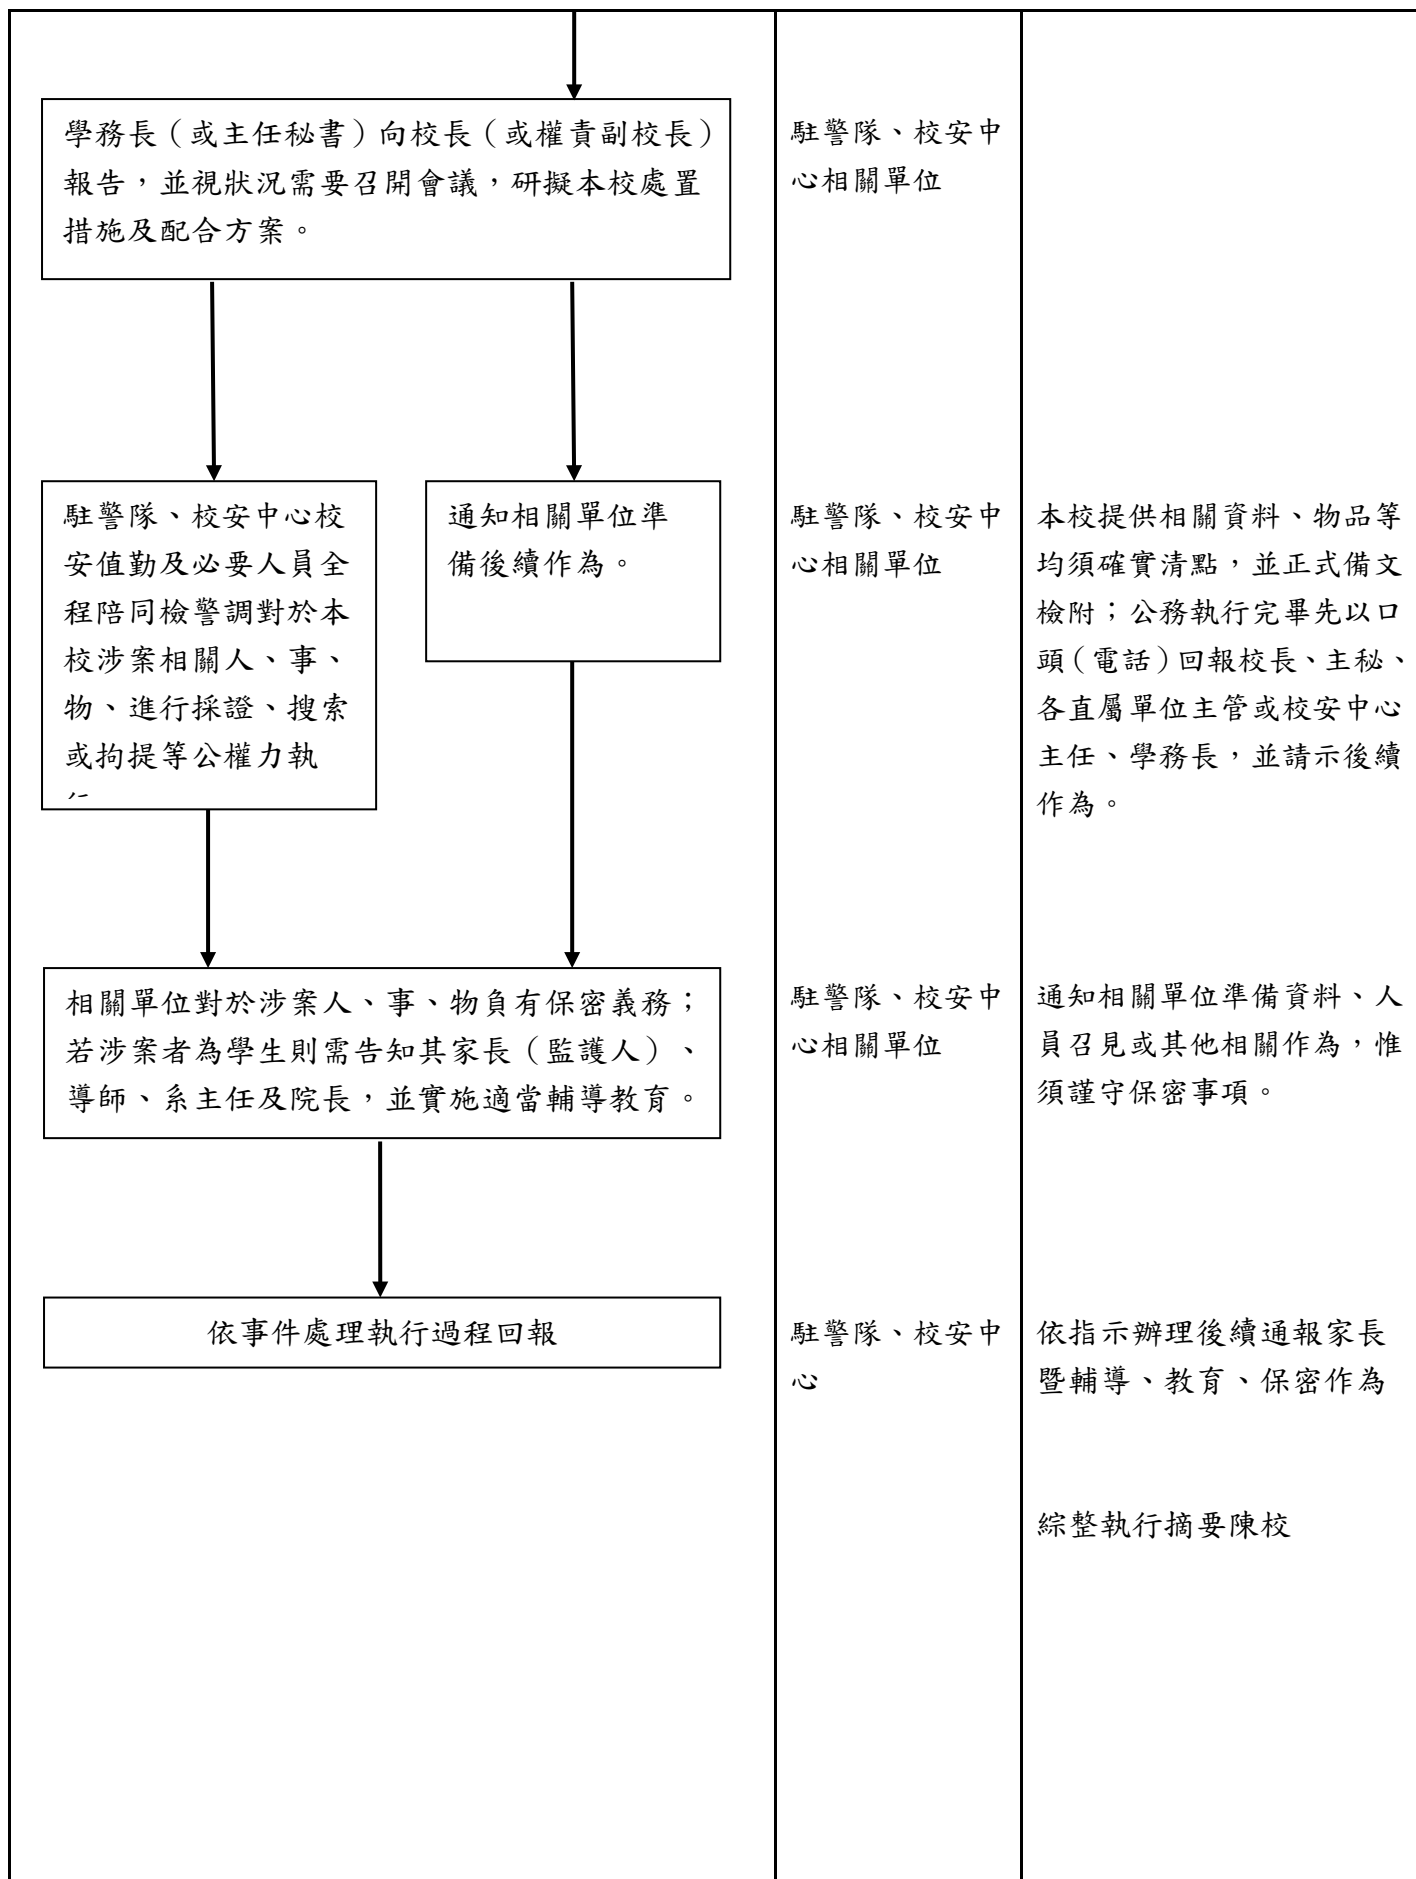 學務長（或主任秘書）向校長（或權責副校長）
報告，並視狀況需要召開會議，研擬本校處置
措施及配合方案。
駐警隊、校安中
心相關單位
駐警隊、校安中心校
安值勤及必要人員全
程陪同檢警調對於本
校涉案相關人、事、
物、進行採證、搜索
或拘提等公權力執
通知相關單位準
備後續作為。
駐警隊、校安中
心相關單位
本校提供相關資料、物品等
均須確實清點，並正式備文
檢附；公務執行完畢先以口
頭（電話）回報校長、主秘、
各直屬單位主管或校安中心
主任、學務長，並請示後續
作為。
相關單位對於涉案人、事、物負有保密義務；
若涉案者為學生則需告知其家長（監護人）、
導師、系主任及院長，並實施適當輔導教育。
駐警隊、校安中
心相關單位
通知相關單位準備資料、人
員召見或其他相關作為，惟
須謹守保密事項。
依事件處理執行過程回報
駐警隊、校安中
心
依指示辦理後續通報家長
暨輔導、教育、保密作為
綜整執行摘要陳校